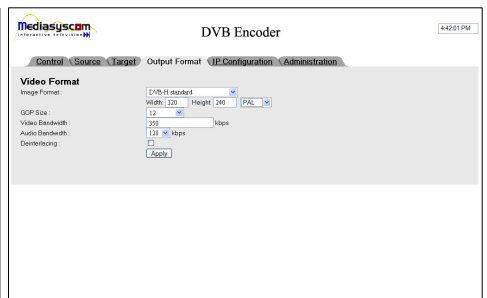 Mediasyscom
interactive television
DVB Encoder
4:42:01 PM
Control Source Target Output Format IP Configuration Administration
Video Format
Image Format : DVB-H standard
Width: 320 Height 240 PAL
GOP Size : 12
Video Bandwidth : 350 kbps
Audio Bandwidth : 128 kbps
Deinterlacing :
Apply